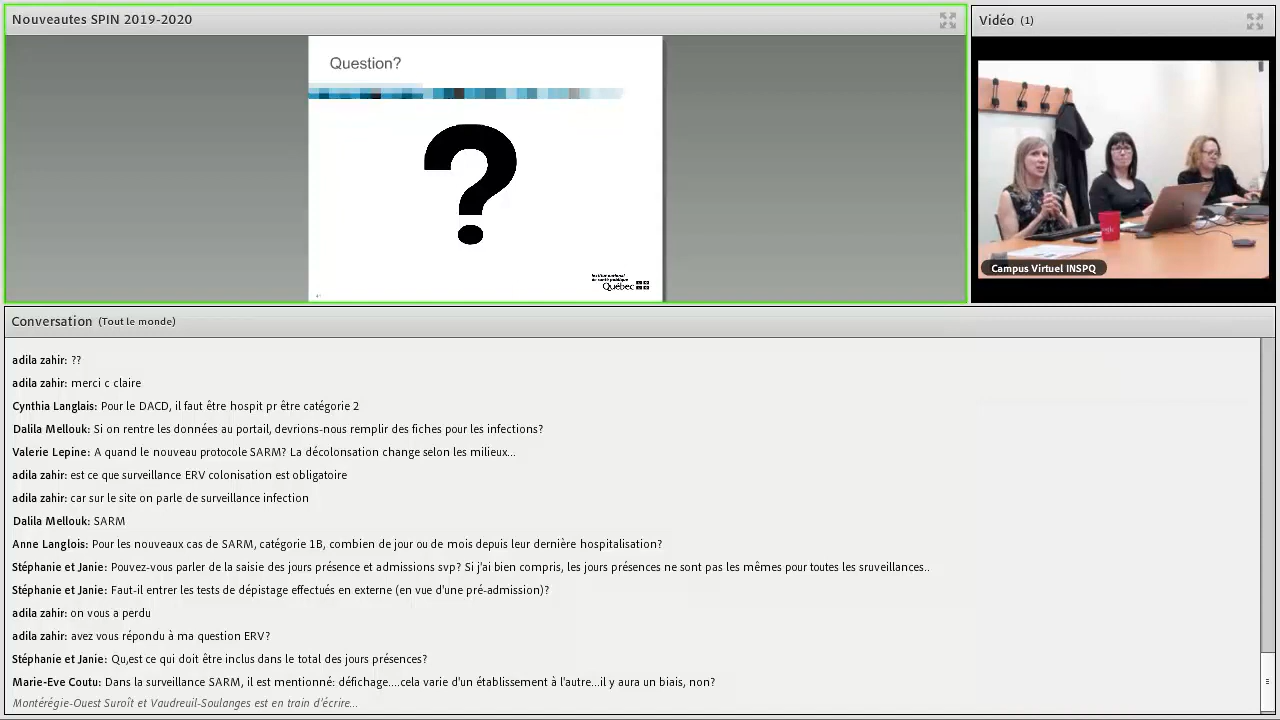 Nouveautes SPIN 2019-2020
Vidéo (1)
Question?
?
Institut national
de santé publique
Québec
Campus Virtuel INSPQ
Conversation (Tout le monde)
adila zahir: ??
adila zahir: merci c claire
Cynthia Langlais: Pour le DACD, il faut être hospit pr être catégorie 2
Dalila Mellouk: Si on rentre les données au portail, devrions-nous remplir des fiches pour les infections?
Valerie Lepine: A quand le nouveau protocole SARM? La décolonsation change selon les milieux...
adila zahir: est ce que surveillance ERV colonisation est obligatoire
adila zahir: car sur le site on parle de surveillance infection
Dalila Mellouk: SARM
Anne Langlois: Pour les nouveaux cas de SARM, catégorie 1B, combien de jour ou de mois depuis leur dernière hospitalisation?
Stéphanie et Janie: Pouvez-vous parler de la saisie des jours présence et admissions svp? Si j'ai bien compris, les jours présences ne sont pas les mêmes pour toutes les sruveillances..
Stéphanie et Janie: Faut-il entrer les tests de dépistage effectués en externe (en vue d'une pré-admission)?
adila zahir: on vous a perdu
adila zahir: avez vous répondu à ma question ERV?
Stéphanie et Janie: Qu,est ce qui doit être inclus dans le total des jours présences?
Marie-Eve Coutu: Dans la surveillance SARM, il est mentionné: défichage....cela varie d'un établissement à l'autre...il y aura un biais, non?
Montérégie-Ouest Suroît et Vaudreuil-Soulanges est en train d'écrire...